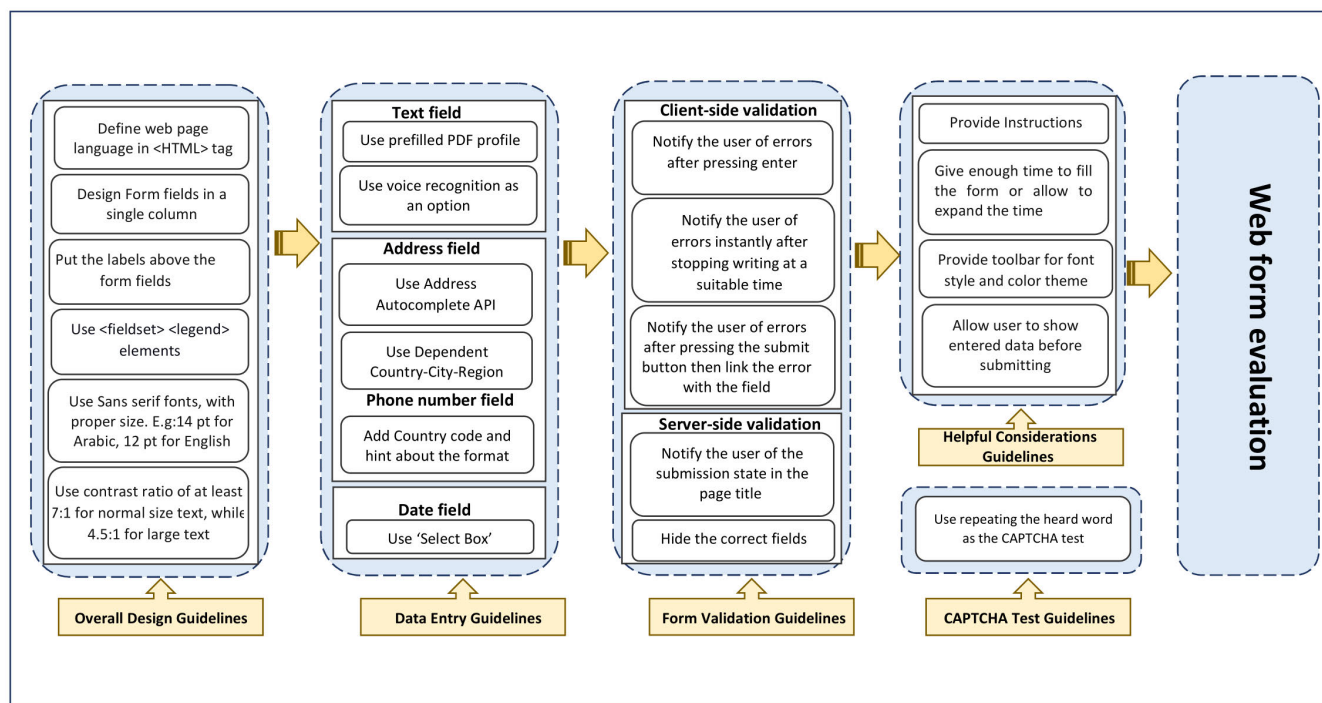 Define web page
language in <HTML> tag
Design Form fields in a
single column
Put the labels above the
form fields
Use <fieldset> <legend>
elements
Use Sans serif fonts, with
proper size. E.g:14 pt for
Arabic, 12 pt for English
Use contrast ratio of at least
7:1 for normal size text, while
4.5:1 for large text
Overall Design Guidelines
Text field
Use prefilled PDF profile
Use voice recognition as
an option
Address field
Use Address
Autocomplete API
Use Dependent
Country-City-Region
Phone number field
Add Country code and
hint about the format
Date field
Use ‘Select Box’
Data Entry Guidelines
Client-side validation
Notify the user of errors
after pressing enter
Notify the user of
errors instantly after
stopping writing at a
suitable time
Notify the user of errors
after pressing the submit
button then link the error
with the field
Server-side validation
Notify the user of the
submission state in the
page title
Hide the correct fields
Form Validation Guidelines
Provide Instructions
Give enough time to fill
the form or allow to
expand the time
Provide toolbar for font
style and color theme
Allow user to show
entered data before
submitting
Helpful Considerations
Guidelines
Use repeating the heard word
as the CAPTCHA test
CAPTCHA Test Guidelines
Web form evaluation